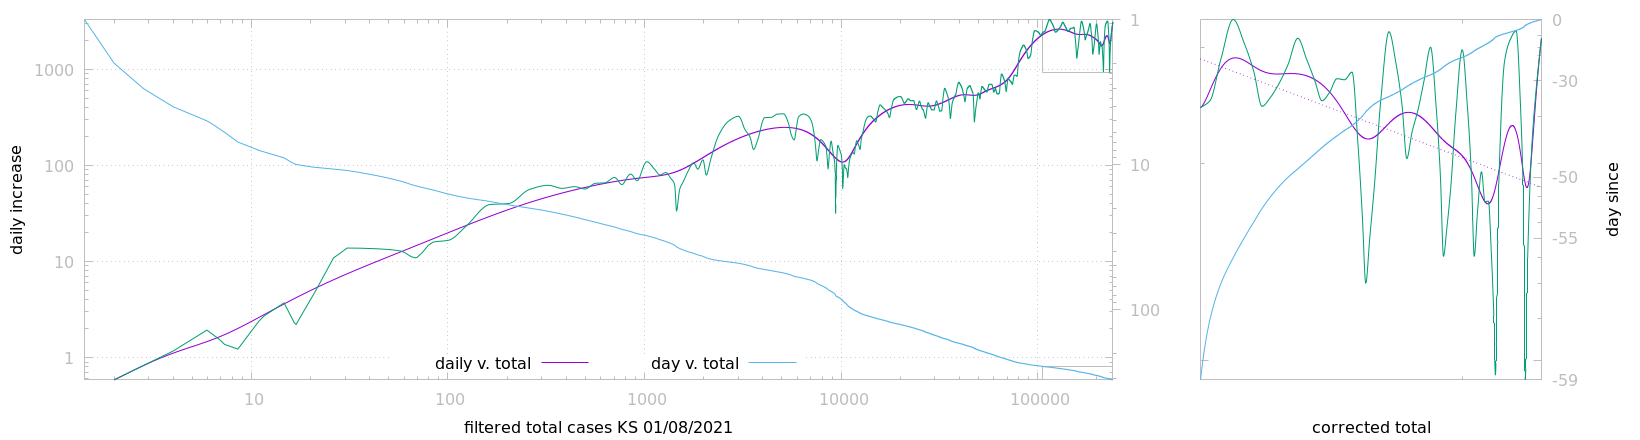 daily increase
1000
100
10
1
10
100
1000
10000
100000
1
10
100
daily v. total
day v. total
filtered total cases KS 01/08/2021
0
-30
-50
-55
-59
day since
corrected total